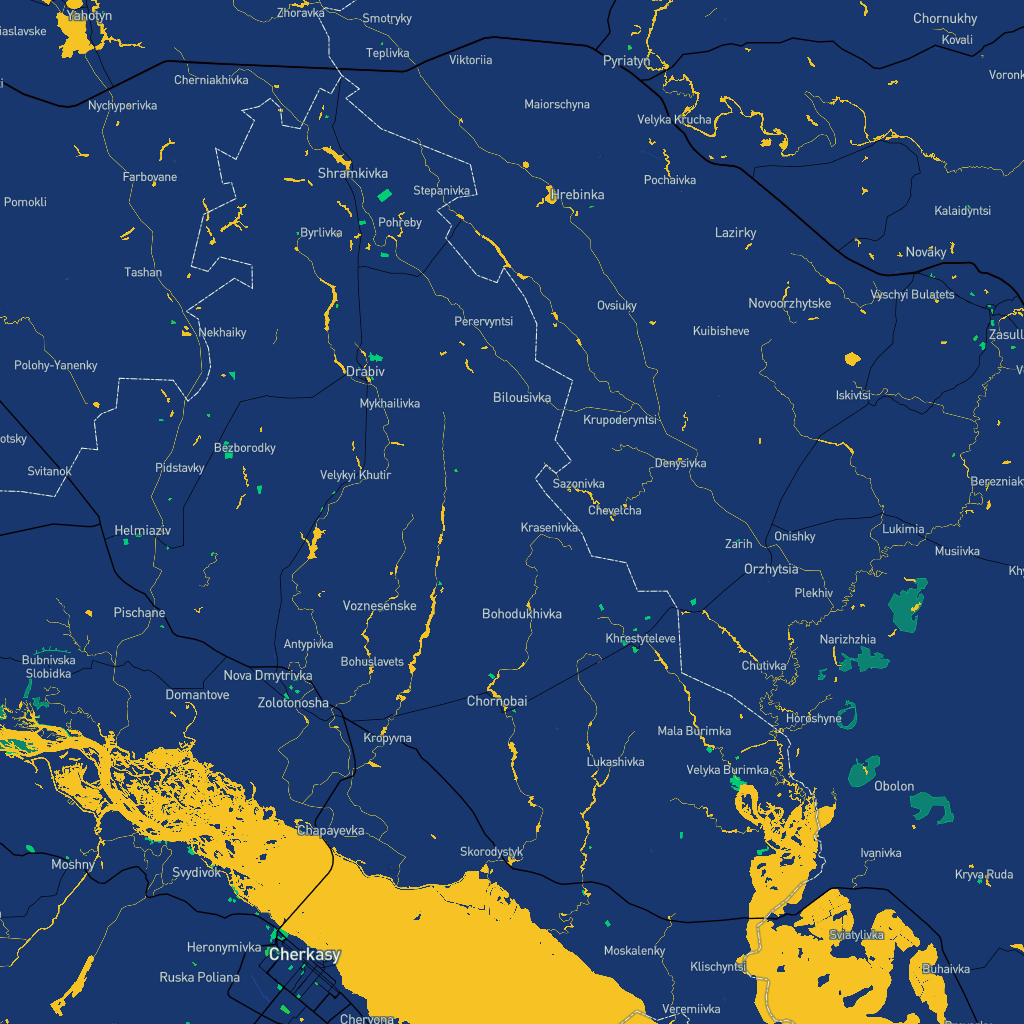 Yahotyn
Zhoravka
Smotryky
Chornukhy
Kovali
iaslavske
Teplivka
Viktoriia
Pyriatyn
Cherniakhivka
Nychyporivka
Maiorschyna
Velyka Krucha
Farbovane
Shramkivka
Stepanivka
Hrebinka
Pochaivka
Pomokli
Pohreby
Byrlivka
Lazirky
Kalaidyntsi
Novaky
Tashan
Novoorzhytske
Vyschyi Bulatets
Ovsiuky
Nekhaiky
Perervyntsi
Kuibisheve
Zasull
Polohy-Yanenky
Drabiv
Iskivtsi
Mykhailivka
Bilousivka
Krupoderyntsi
otsky
Bezborodky
Svitanok
Pidstavky
Velykyi Khutir
Denysivka
Sazonivka
Berezniaky
Chevelcha
Helmiaziv
Krasenivka
Lukimia
Zarih
Onishky
Musiivka
Orzhytsia
Plekhiv
Pischane
Voznesenske
Bohodukhivka
Khrestyteleve
Narizhzhia
Antypivka
Bubnivska
Slobidka
Bohuslavets
Chutivka
Nova Dmytrivka
Domantove
Zolotonosha
Chornobai
Horoshyne
Mala Burimka
Kropyvna
Lukashivka
Velyka Burimka
Obolon
Chapayevka
Skorodystyk
Ivanivka
Moshny
Svydivok
Kryva Ruda
Sviatylivka
Heronymivka
Cherkasy
Moskalenky
Klischyntsi
Buhaivka
Ruska Poliana
Veremiivka
Chervona